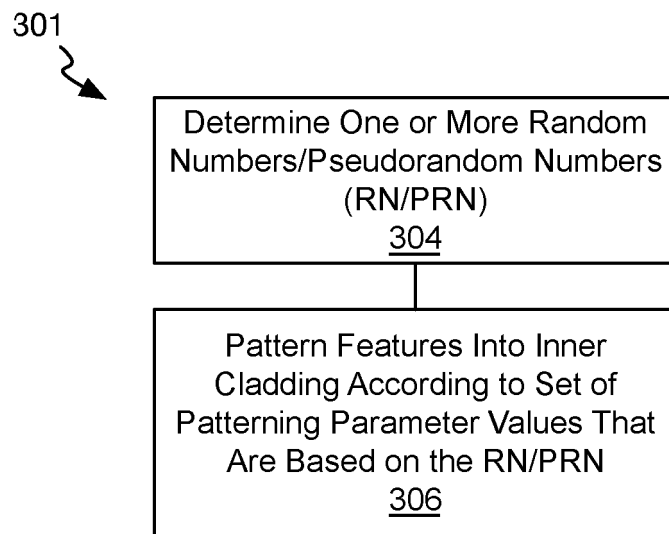 301
Determine One or More Random
Numbers/Pseudorandom Numbers
(RN/PRN)
304
Pattern Features Into Inner
Cladding According to Set of
Patterning Parameter Values That
Are Based on the RN/PRN
306